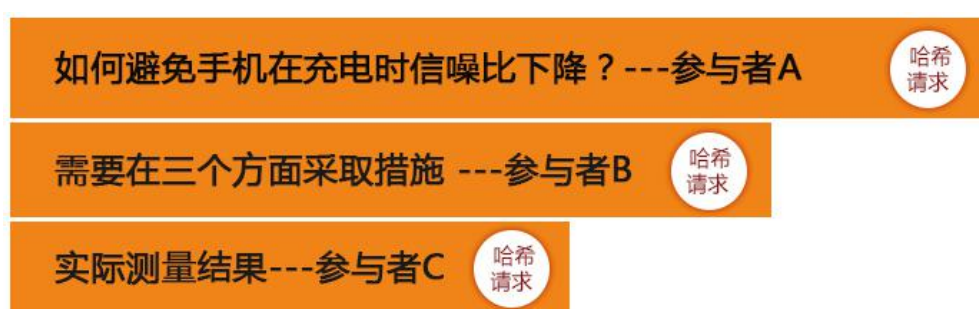 如何避免手机在充电时信噪比下降？---参与者A
哈希
请求
需要在三个方面采取措施 ---参与者B
哈希
请求
实际测量结果---参与者C
哈希
请求